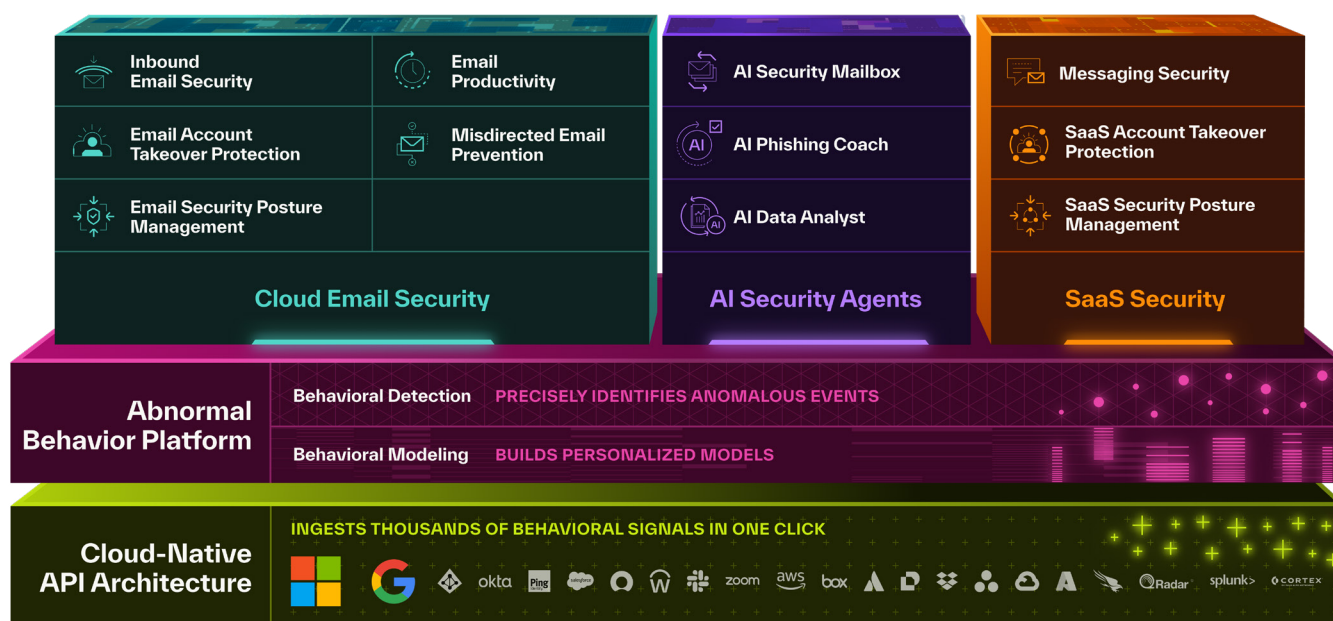 Inbound
Email Security
Email
Productivity
Email Account
Takeover Protection
Misdirected Email
Prevention
Email Security Posture
Management
Cloud Email Security
AI Security Mailbox
AI
AI Phishing Coach
AI
AI Data Analyst
AI Security Agents
Messaging Security
SaaS Account Takeover
Protection
SaaS Security Posture
Management
SaaS Security
Abnormal
Behavior Platform
Behavioral Detection PRECISELY IDENTIFIES ANOMALOUS EVENTS
Behavioral Modeling BUILDS PERSONALIZED MODELS
Cloud-Native
API Architecture
INGESTS THOUSANDS OF BEHAVIORAL SIGNALS IN ONE CLICK
okta Ping salesforce zoom aws box QRadar splunk> CORTEX